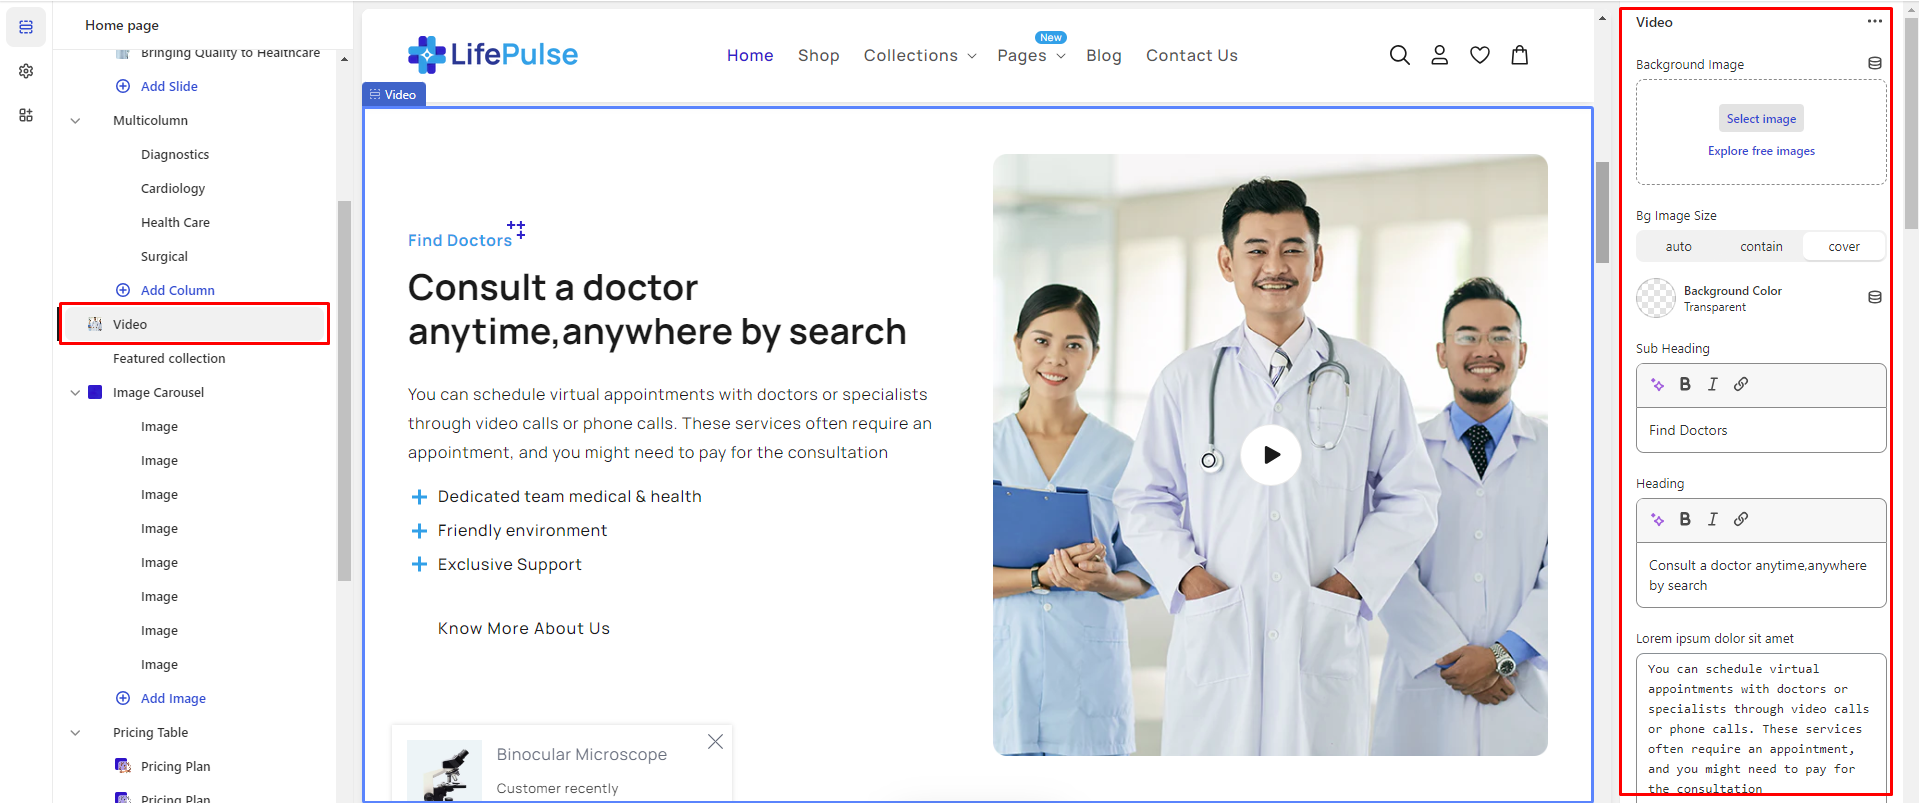 Home page
Bringing Quality to Healthcare
Add Slide
Multicolumn
Diagnostics
Cardiology
Health Care
Surgical
Add Column
Video
Featured collection
Image Carousel
Image
Image
Image
Image
Image
Image
Image
Image
Add Image
Pricing Table
Pricing Plan
Pricing Plan
LifePulse
Home
Shop
Collections
Pages
New
Blog
Contact Us
Video
Find Doctors
Consult a doctor
anytime,anywhere by search
You can schedule virtual appointments with doctors or specialists
through video calls or phone calls. These services often require an
appointment, and you might need to pay for the consultation
Dedicated team medical & health
Friendly environment
Exclusive Support
Know More About Us
Binocular Microscope
Customer recently
Video
Background Image
Select image
Explore free images
Bg Image Size
auto
contain
cover
Background Color
Transparent
Sub Heading
B I
Find Doctors
Heading
B I
Consult a doctor anytime,anywhere
by search
Lorem ipsum dolor sit amet
You can schedule virtual
appointments with doctors or
specialists through video calls
or phone calls. These services
often require an appointment,
and you might need to pay for
the consultation